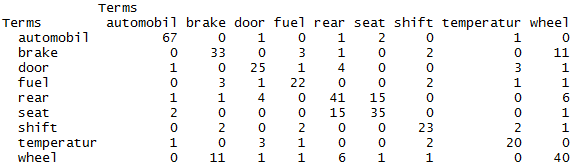 Terms
Terms automobil brake door fuel rear seat shift temperatur wheel
automobil 67 0 1 0 1 2 0 1 0
brake 0 33 0 3 1 0 2 0 11
door 1 0 25 1 4 0 0 3 1
fuel 0 3 1 22 0 0 2 1 1
rear 1 1 4 0 41 15 0 0 6
seat 2 0 0 0 15 35 0 0 1
shift 0 2 0 2 0 0 23 2 1
temperatur 1 0 3 1 0 0 2 20 0
wheel 0 11 1 1 6 1 1 0 40